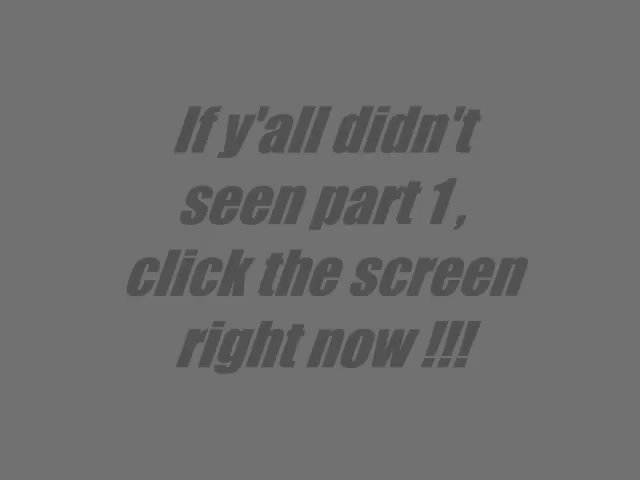 If y'all didn't
seen part 1,
click the screen
right now !!!